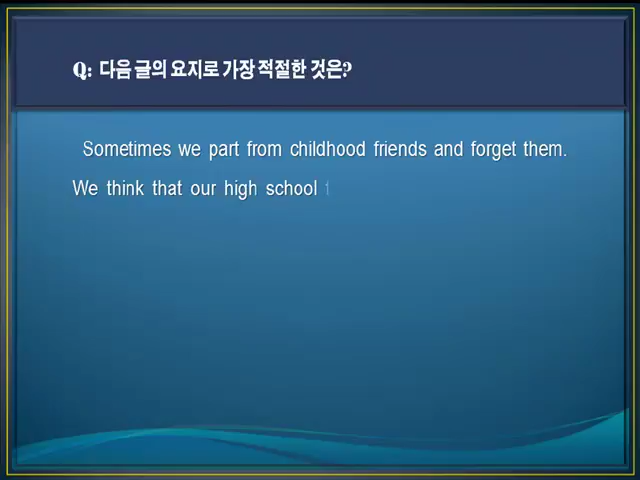 Q: 다음 글의 요지로 가장 적절한 것은?
Sometimes we part from childhood friends and forget them.
We think that our high school